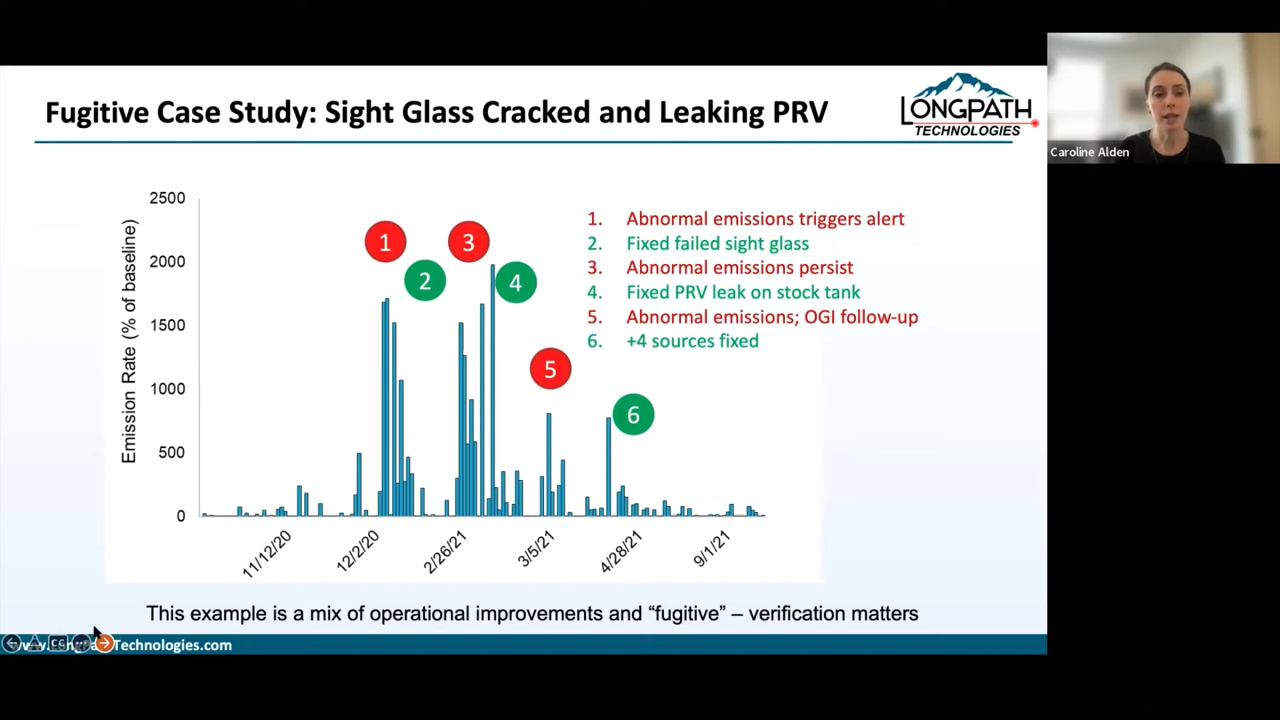 Fugitive Case Study: Sight Glass Cracked and Leaking PRV
LONGPATH
TECHNOLOGIES
Caroline Alden
Emission Rate (% of baseline)
2500
2000
1500
1000
500
0
11/12/20
12/2/20
2/26/21
3/5/21
4/28/21
9/1/21
1
2
3
4
5
6
1. Abnormal emissions triggers alert
2. Fixed failed sight glass
3. Abnormal emissions persist
4. Fixed PRV leak on stock tank
5. Abnormal emissions; OGI follow-up
6. +4 sources fixed
This example is a mix of operational improvements and “fugitive” – verification matters
CC
Technologies.com